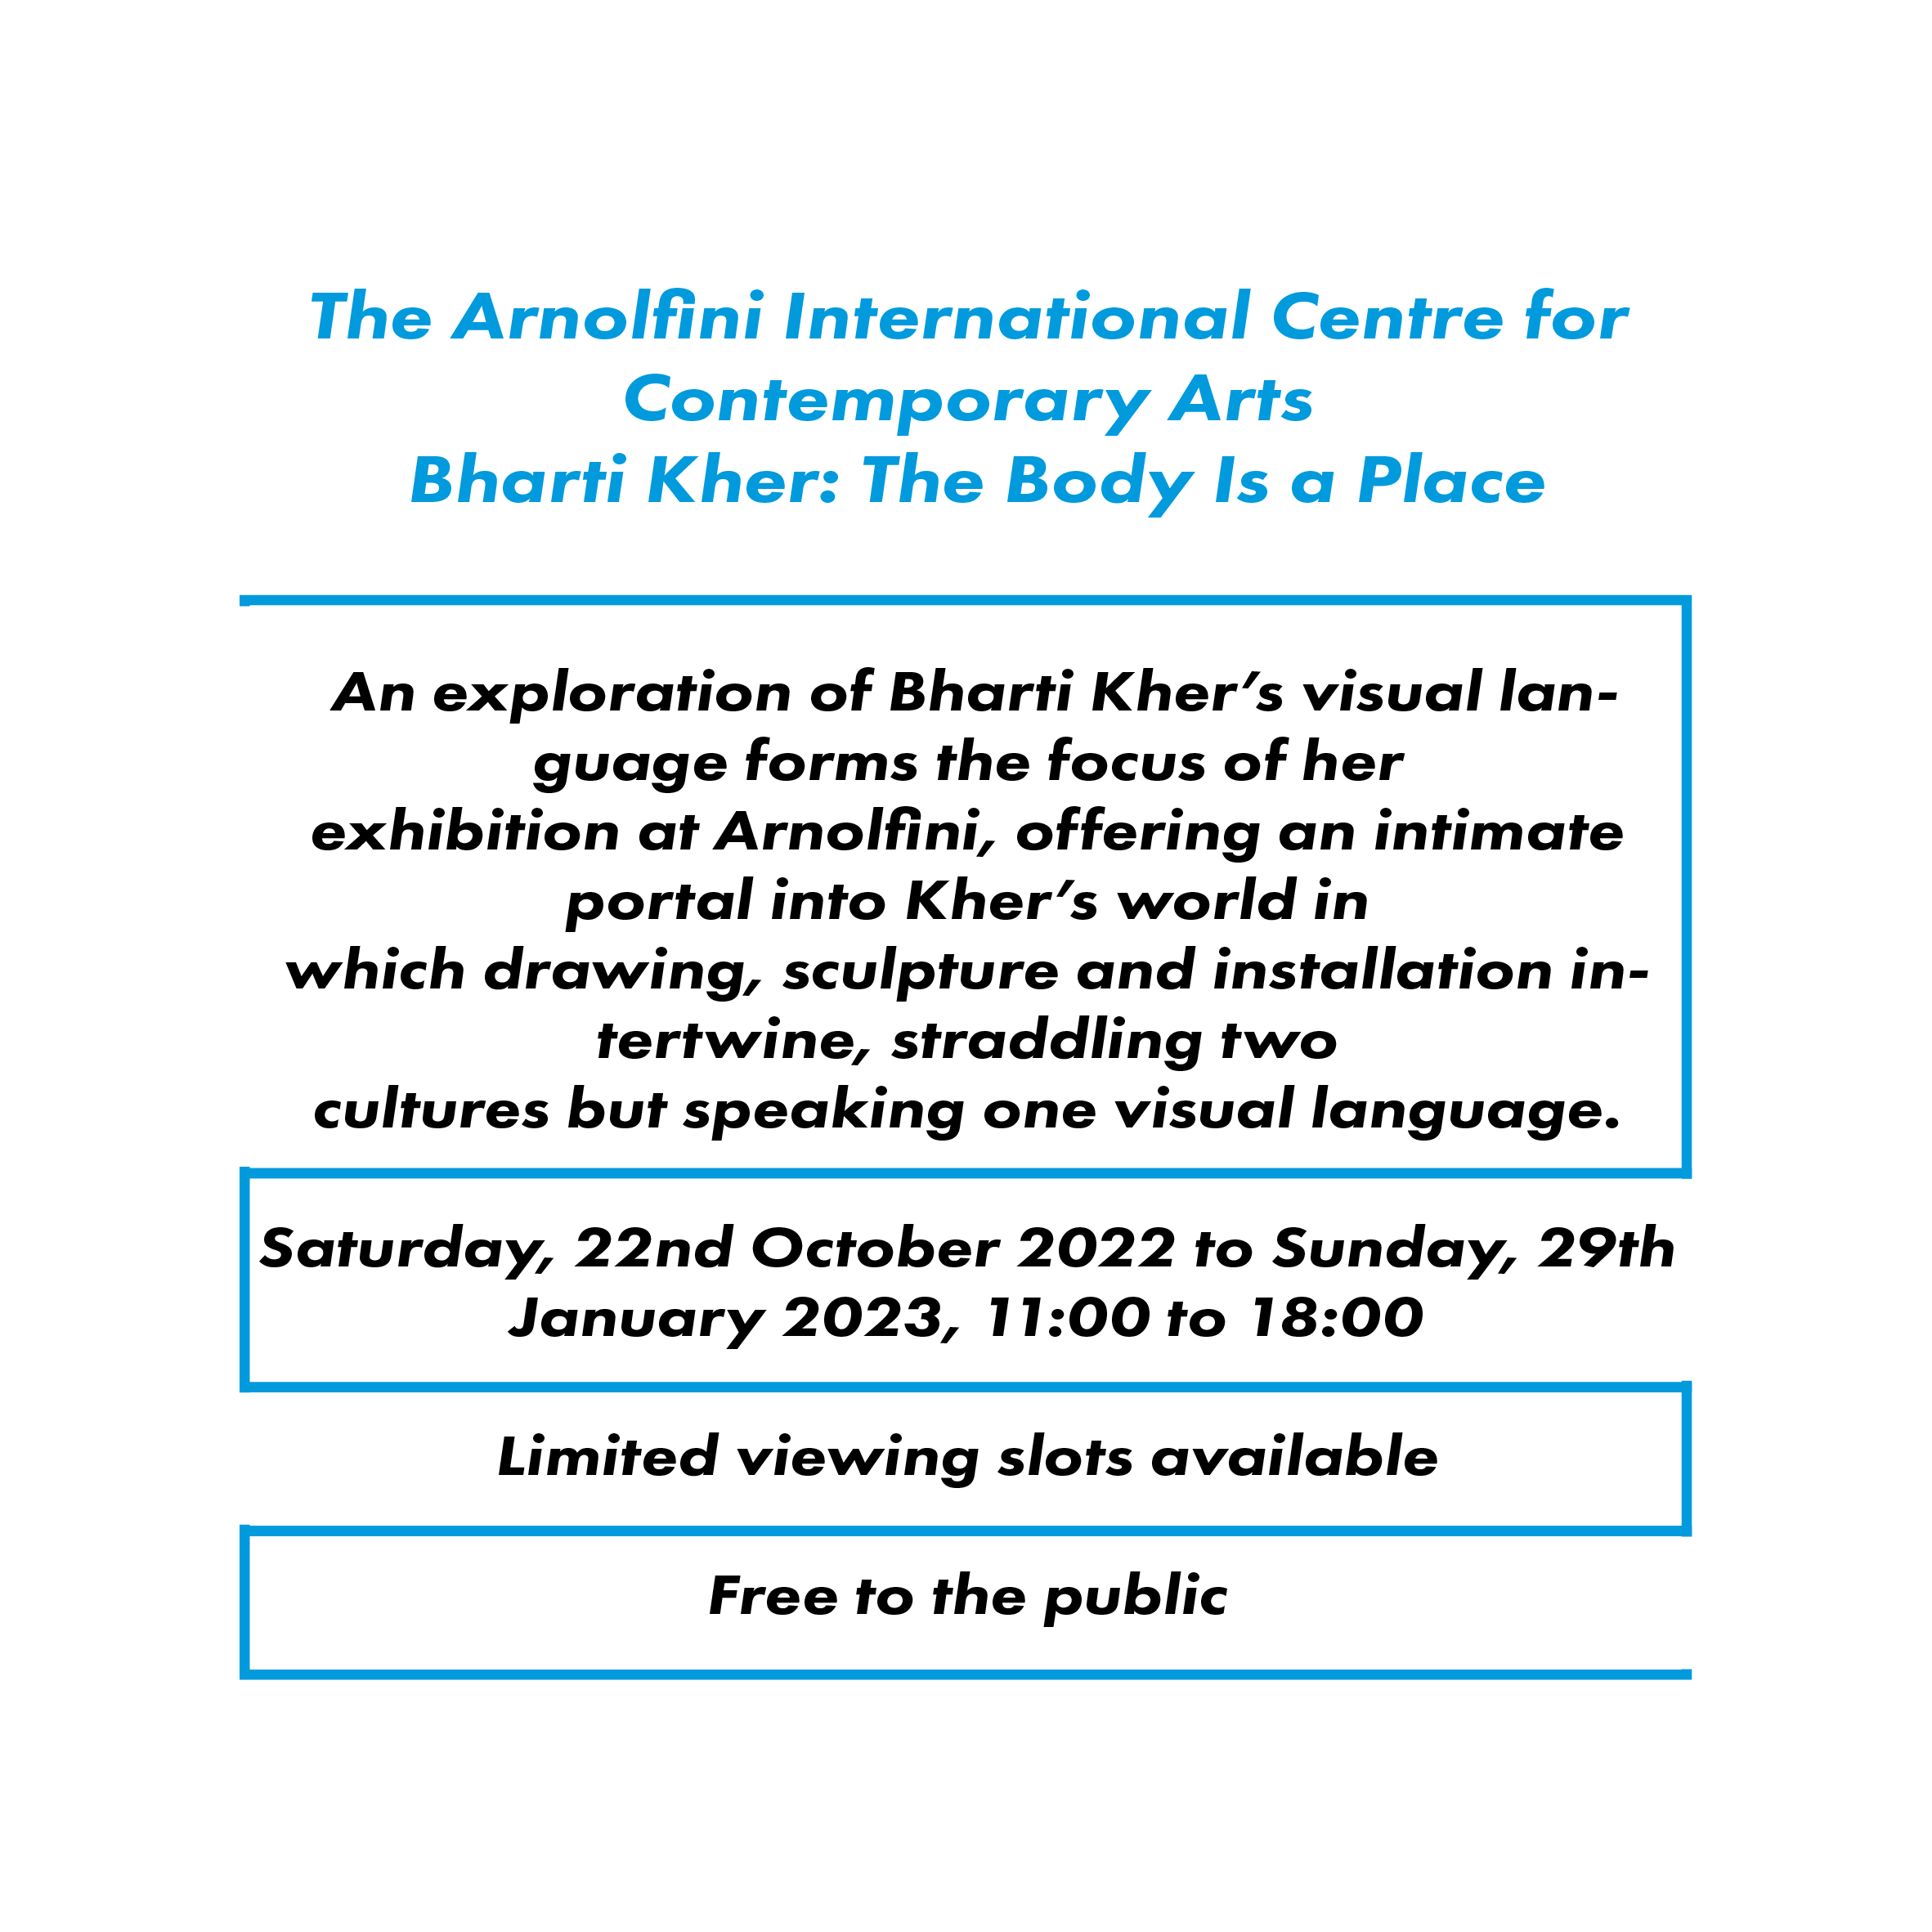 The Arnolfini International Centre for
Contemporary Arts
Bharti Kher: The Body Is a Place
An exploration of Bharti Kher’s visual lan-
guage forms the focus of her
exhibition at Arnolfini, offering an intimate
portal into Kher’s world in
which drawing, sculpture and installation in-
tertwine, straddling two
cultures but speaking one visual language.
Saturday, 22nd October 2022 to Sunday, 29th
January 2023, 11:00 to 18:00
Limited viewing slots available
Free to the public